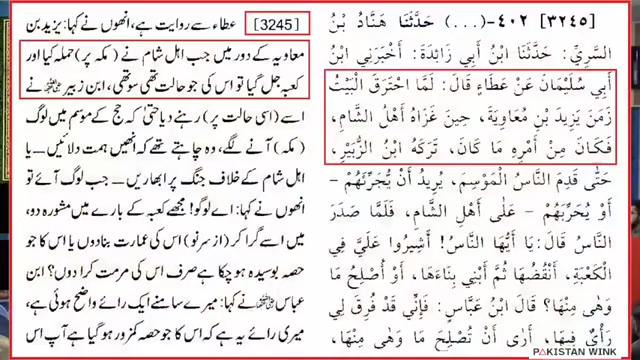 [٣٢٤٥] ٤٠٢-(...) حَدَّثَنَا هَنَّادُ بْنُ
السَّرِيِّ: حَدَّثَنَا ابْنُ أَبِي زَائِدَةَ: أَخْبَرَنِي ابْنُ
أَبِي سُلَيْمَانَ عَنْ عَطَاءٍ قَالَ: لَمَّا احْتَرَقَ الْبَيْتُ
زَمَنَ يَزِيدَ بْنِ مُعَاوِيَةَ، حِينَ غَزَاهُ أَهْلُ الشَّامِ،
فَكَانَ مِنْ أَمْرِهِ مَا كَانَ، تَرَكَهُ ابْنُ الزُّبَيْرِ،
حَتَّى قَدِمَ النَّاسُ الْمَوْسِمَ، يُرِيدُ أَنْ يُجَرِّئَهُمْ -
أَوْ يُحَرِّبَهُمْ - عَلَى أَهْلِ الشَّامِ، فَلَمَّا صَدَرَ
النَّاسُ قَالَ: يَا أَيُّهَا النَّاسُ! أَشِيرُوا عَلَيَّ فِي
الْكَعْبَةِ، أَنْقُضُهَا ثُمَّ أَبْنِي بِنَاءَهَا، أَوْ أُصْلِحُ مَا
وَهَى مِنْهَا؟ قَالَ ابْنُ عَبَّاسٍ: فَإِنِّي قَدْ فُرِقَ لِي
رَأْيٌ فِيهَا، أَرَى أَنْ تُصْلِحَ مَا وَهَى مِنْهَا،
[3245] عطاء سے روایت ہے، انھوں نے کہا: یزید بن
معاویہ کے دور میں جب اہل شام نے (مکہ پر) حملہ کیا اور
کعبہ جل گیا تو اس کی جو حالت تھی سو تھی، ابن زبیر رضی اللہ عنہ نے
اسے (اسی حالت پر) رہنے دیا حتی کہ حج کے موسم میں لوگ
(مکہ) آنے لگے، وہ چاہتے تھے کہ انھیں ہمت دلائیں۔ یا
اہل شام کے خلاف جنگ پر ابھاریں۔ جب لوگ آئے تو
انھوں نے کہا: اے لوگو! مجھے کعبہ کے بارے میں مشورہ دو،
میں اسے گرا کر (از سرنو) اس کی عمارت بنا دوں یا اس کا جو
حصہ بوسیدہ ہو چکا ہے صرف اس کی مرمت کرا دوں؟ ابن
عباس رضی اللہ عنہ نے کہا: میرے سامنے ایک رائے واضح ہوئی ہے،
میری رائے یہ ہے کہ اس کا جو حصہ کمزور ہو گیا ہے آپ اس
PAKISTAN WINK